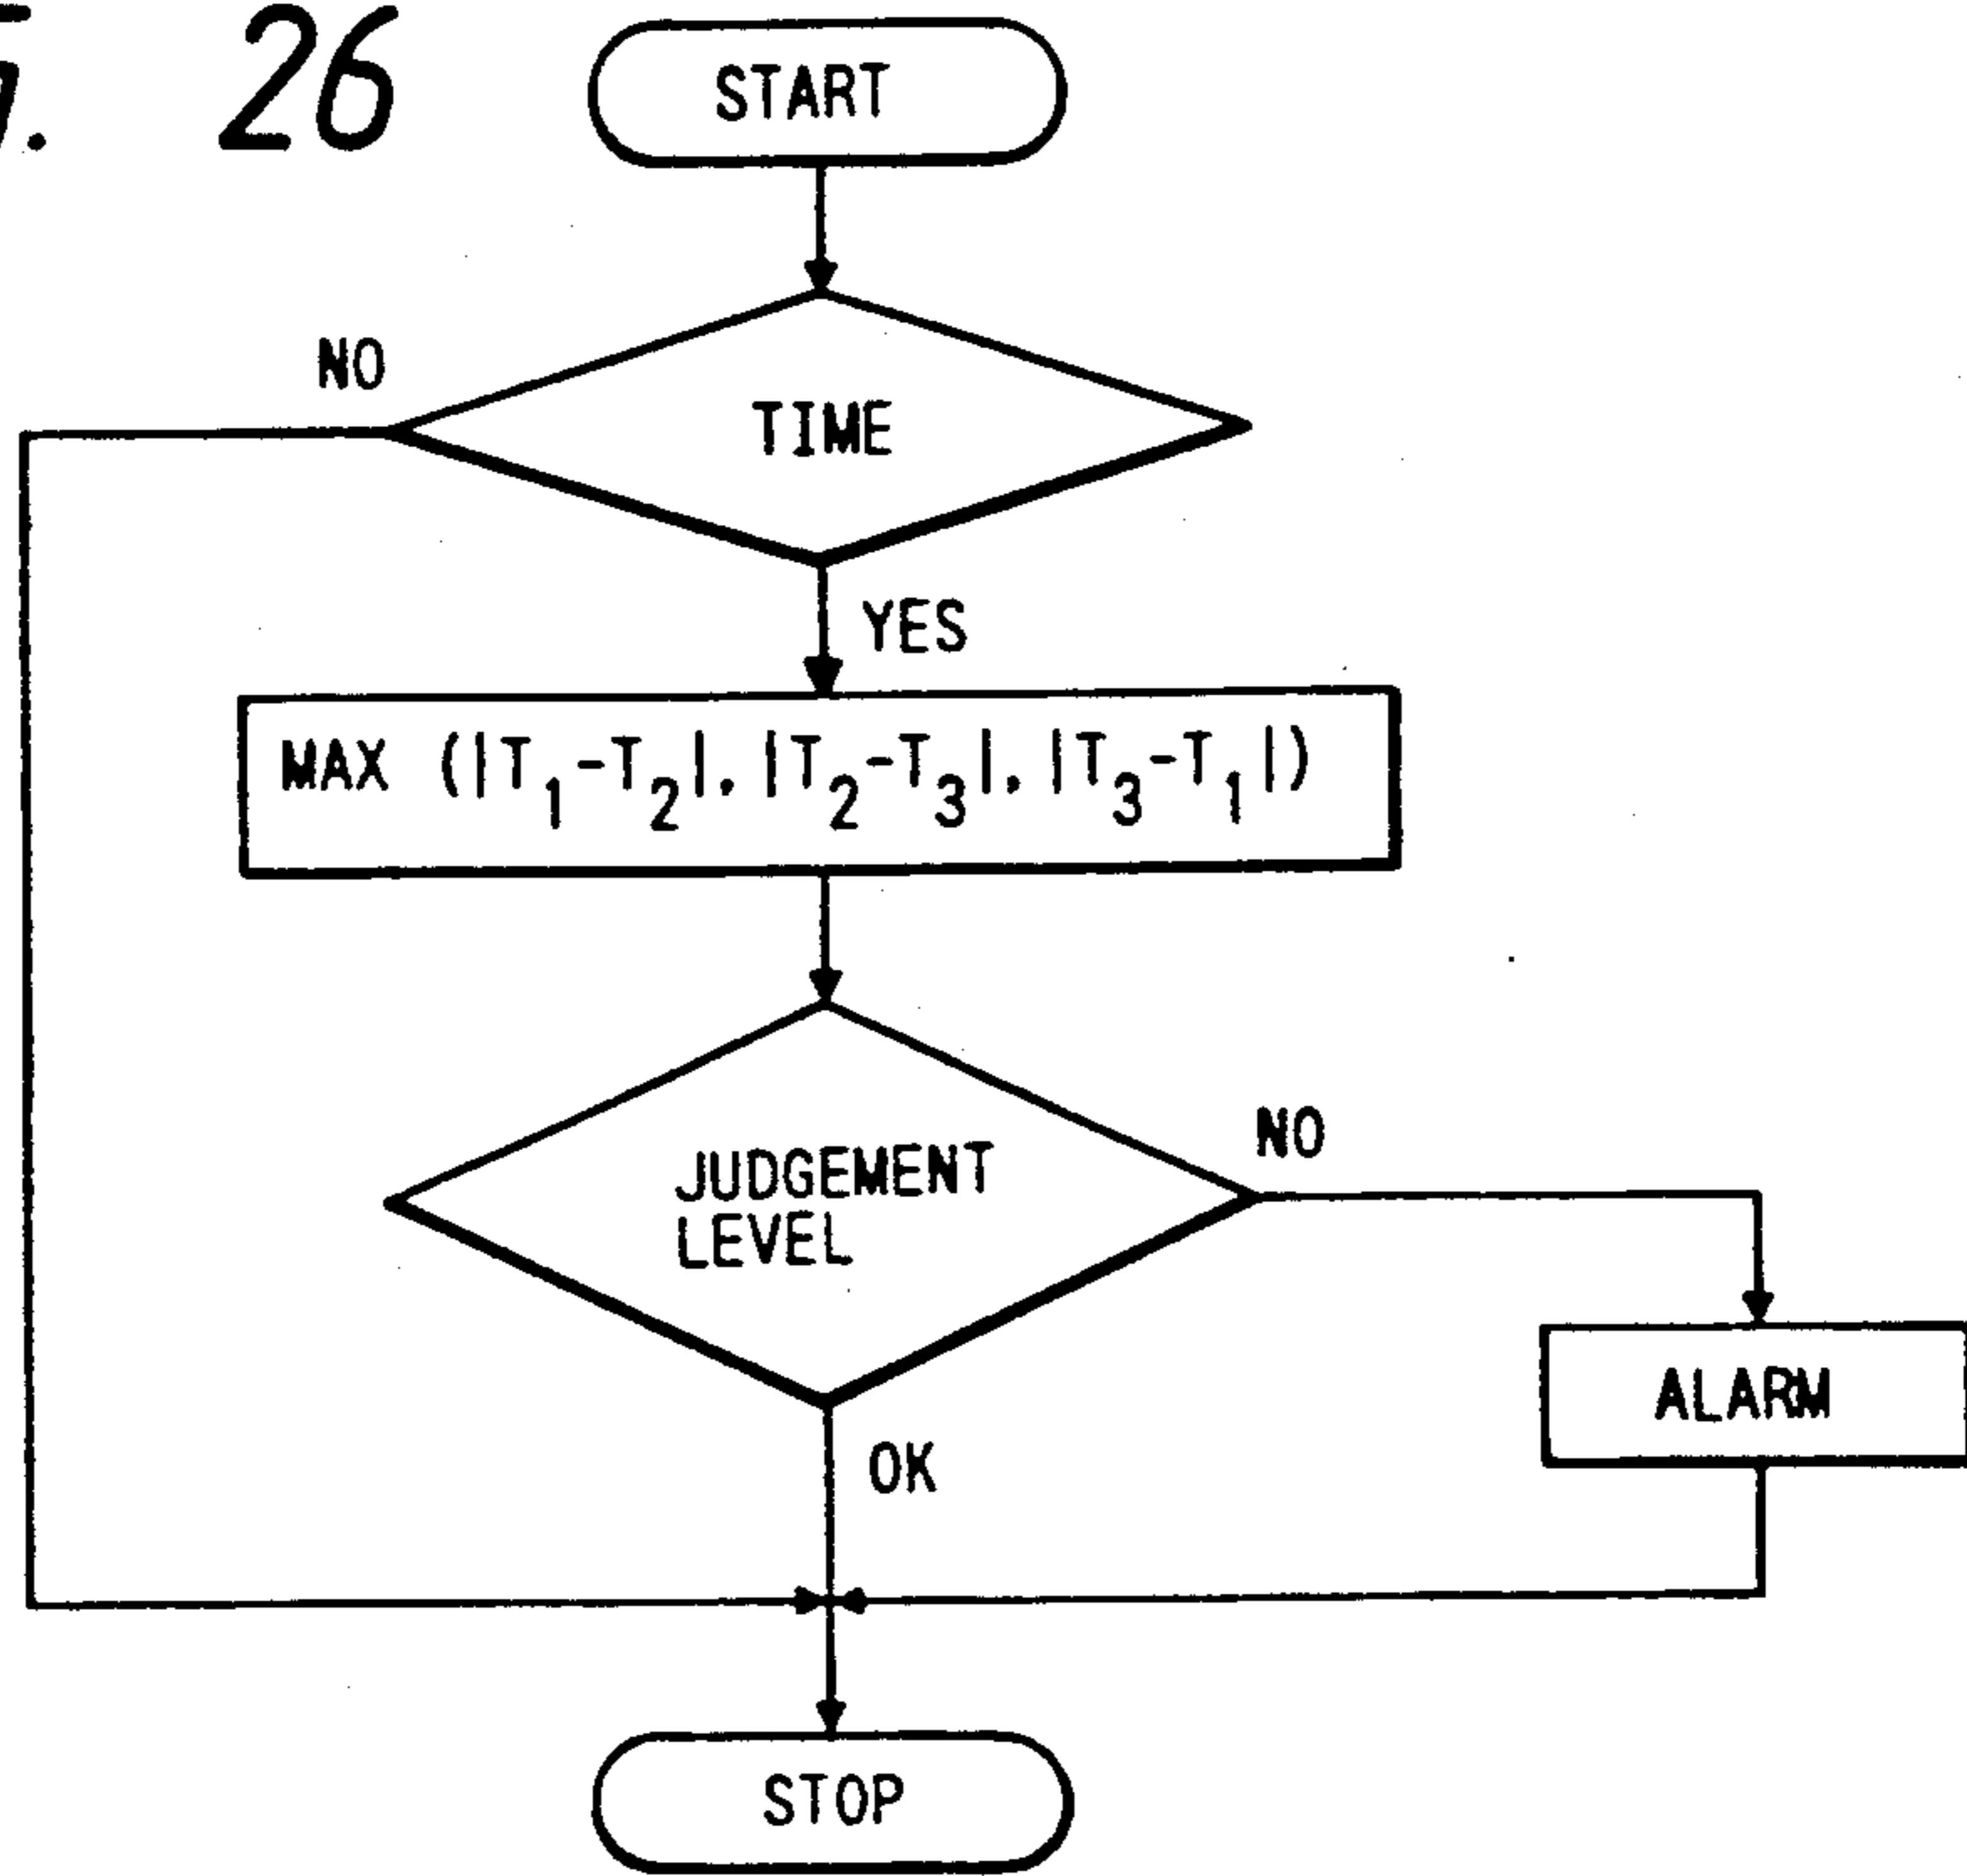 26
START
NO
TIME
YES
MAX (|T₁-T₂|, |T₂-T₃|, |T₃-T₁|)
JUDGEMENT
LEVEL
NO
ALARM
OK
STOP